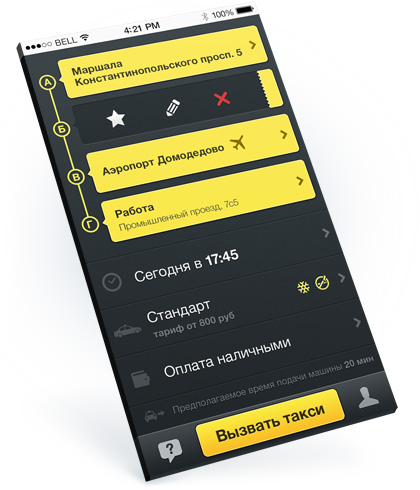 BELL 4:21 PM 100%
А
Маршала
Константинопольского просп. 5
Б
В
Аэропорт Домодедово
Г
Работа
Промышленный проезд, 7с5
Сегодня в 17:45
Стандарт
тариф от 800 руб
Оплата наличными
Предполагаемое время подачи машины 20 мин
?
Вызвать такси